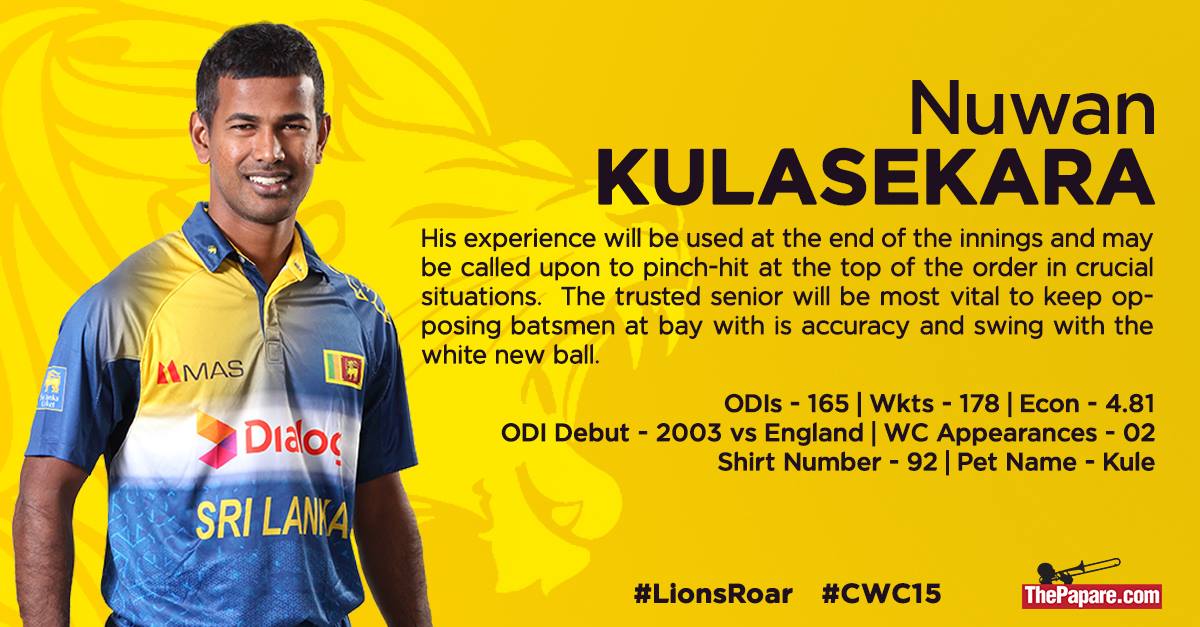 Nuwan
KULASEKARA
His experience will be used at the end of the innings and may
be called upon to pinch-hit at the top of the order in crucial
situations.  The trusted senior will be most vital to keep op-
posing batsmen at bay with is accuracy and swing with the
white new ball.
ODIs - 165 | Wkts - 178 | Econ - 4.81
ODI Debut - 2003 vs England | WC Appearances - 02
Shirt Number - 92 | Pet Name - Kule
MAS
Dialog
SRI LANKA
#LionsRoar #CWC15
ThePapare.com